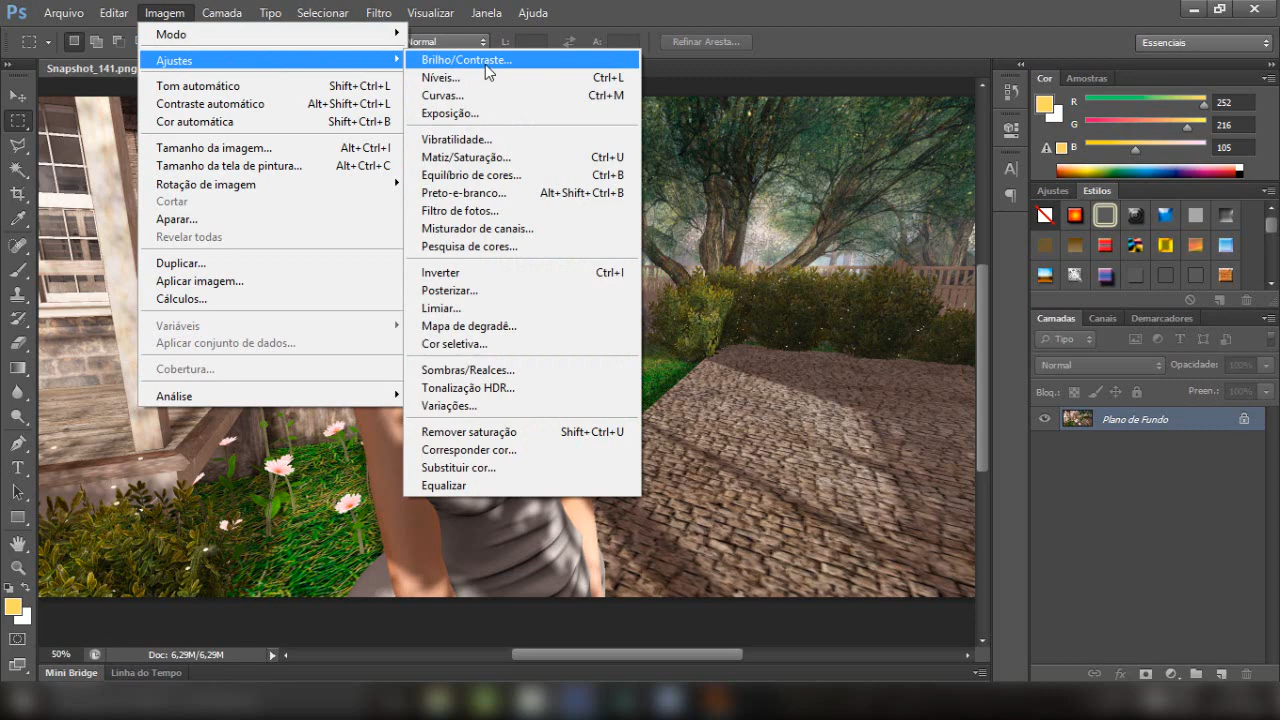 Ps Arquivo Editar Imagem Camada Tipo Selecionar Filtro Visualizar Janela Ajuda
Normal L: A: Refinar Aresta... Essenciais
Snapshot_141.png
Modo
Ajustes
Tom automático Shift+Ctrl+L
Contraste automático Alt+Shift+Ctrl+L
Cor automática Shift+Ctrl+B
Tamanho da imagem... Alt+Ctrl+I
Tamanho da tela de pintura... Alt+Ctrl+C
Rotação de imagem
Cortar
Aparar...
Revelar todas
Duplicar...
Aplicar imagem...
Cálculos...
Variáveis
Aplicar conjunto de dados...
Cobertura...
Análise
Brilho/Contraste...
Níveis... Ctrl+L
Curvas... Ctrl+M
Exposição...
Vibratilidade...
Matiz/Saturação... Ctrl+U
Equilíbrio de cores... Ctrl+B
Preto-e-branco... Alt+Shift+Ctrl+B
Filtro de fotos...
Misturador de canais...
Pesquisa de cores...
Inverter Ctrl+I
Posterizar...
Limiar...
Mapa de degradê...
Cor seletiva...
Sombras/Realces...
Tonalização HDR...
Variações...
Remover saturação Shift+Ctrl+U
Corresponder cor...
Substituir cor...
Equalizar
Cor Amostras
R 252
G 216
B 105
Ajustes Estilos
Camadas Canais Demarcadores
Tipo
Normal Opacidade: 100%
Bloq.: Preen.: 100%
Plano de Fundo
50% Doc: 6,29M/6,29M
Mini Bridge Linha do Tempo